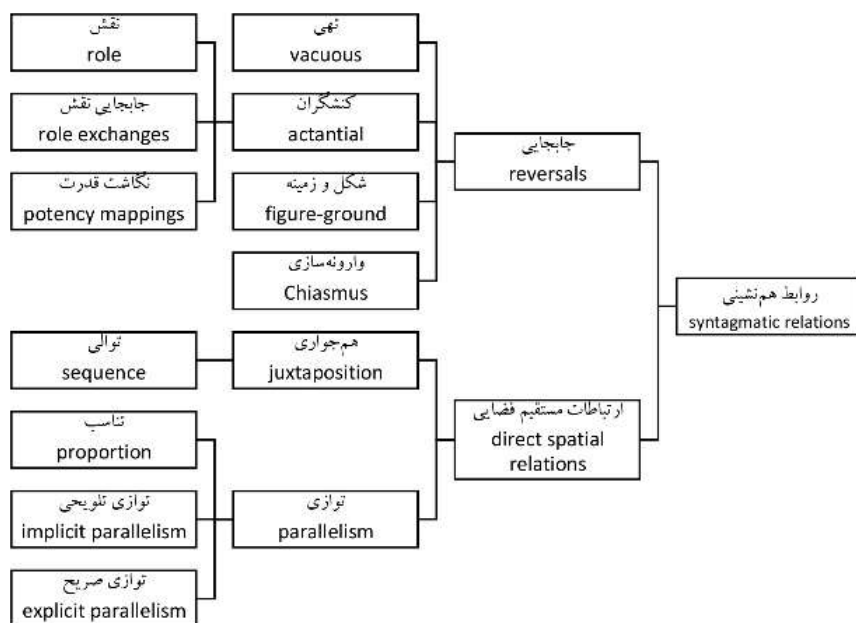 روابط هم‌نشینی
syntagmatic relations
جابجایی
reversals
تهی
vacuous
کنشگران
actantial
نقش
role
جابجایی نقش
role exchanges
نگاشت قدرت
potency mappings
شکل و زمینه
figure-ground
وارونه‌سازی
Chiasmus
ارتباطات مستقیم فضایی
direct spatial
relations
هم‌جواری
juxtaposition
توالی
sequence
توازی
parallelism
تناسب
proportion
توازی تلویحی
implicit parallelism
توازی صریح
explicit parallelism